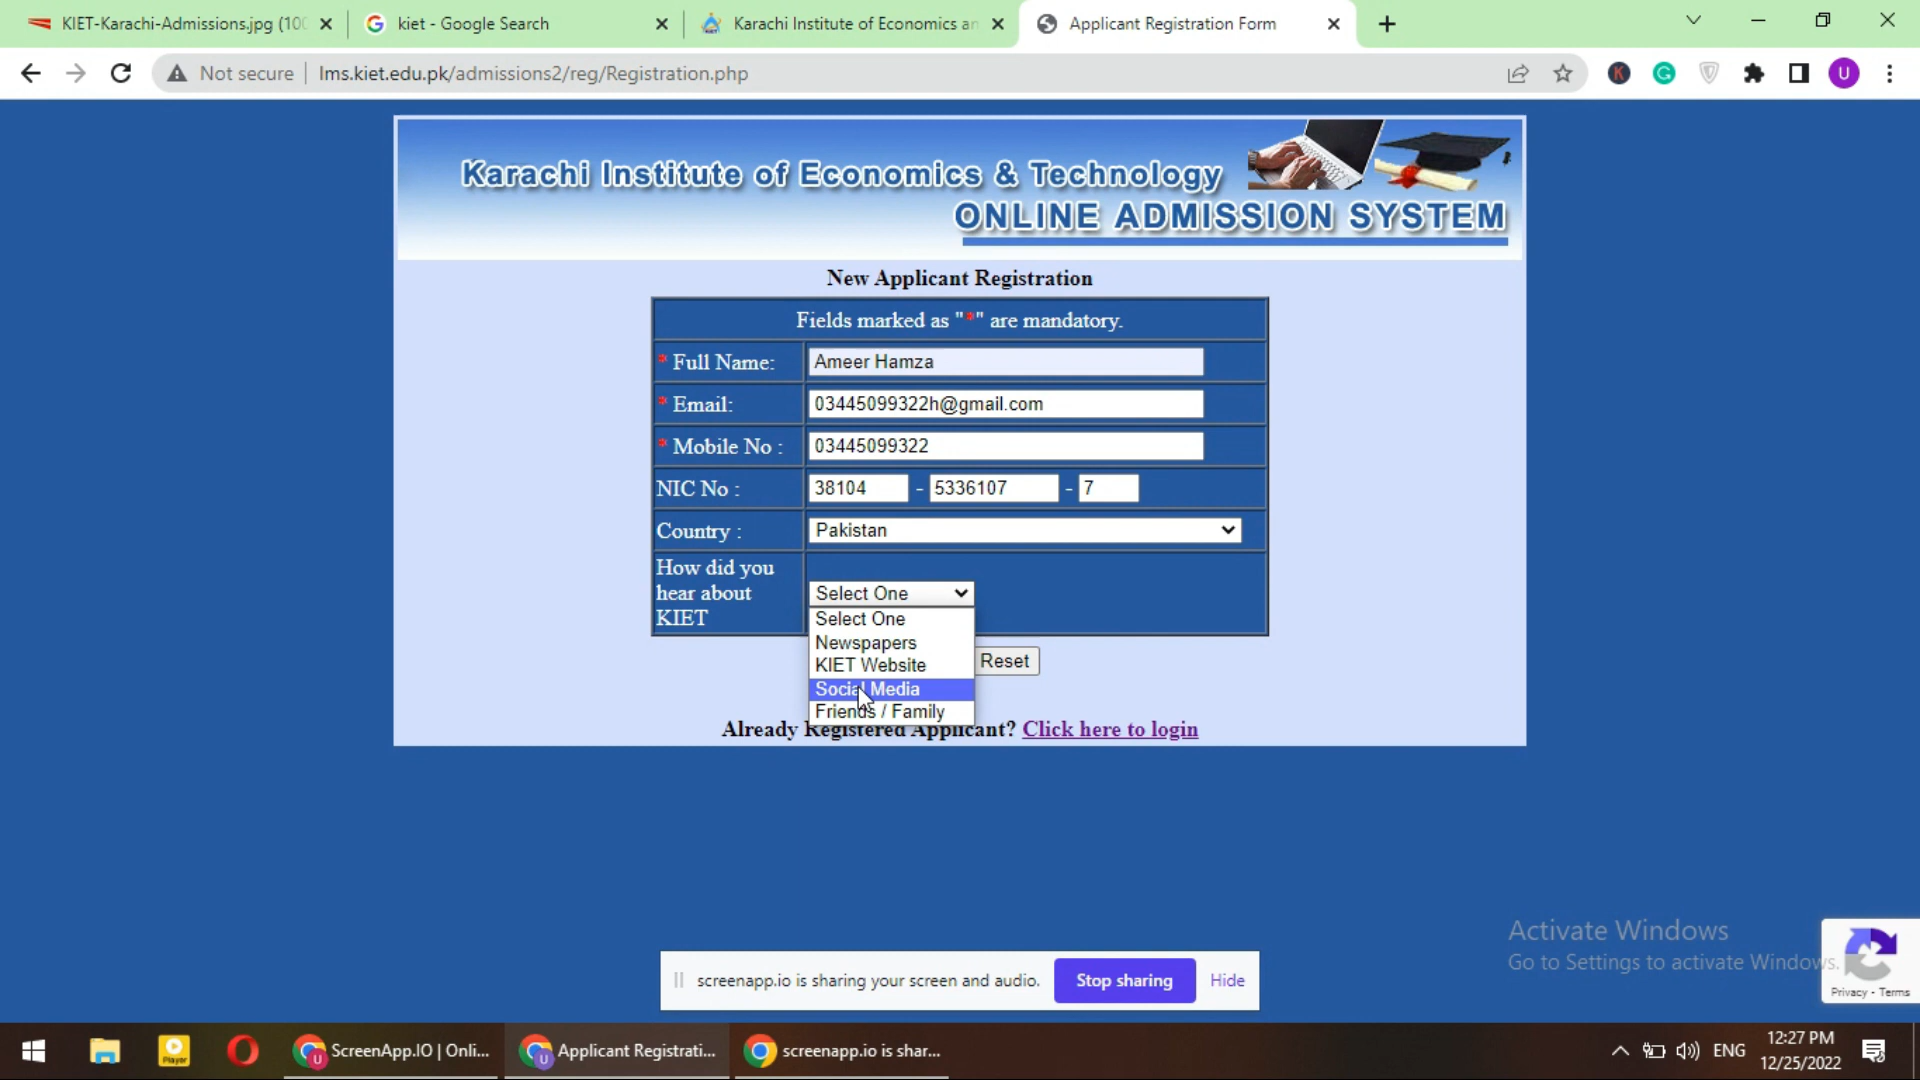 KIET-Karachi-Admissions.jpg (100
kiet - Google Search
Karachi Institute of Economics an
Applicant Registration Form
Not secure
lms.kiet.edu.pk/admissions2/reg/Registration.php
U
Karachi Institute of Economics & Technology
ONLINE ADMISSION SYSTEM
New Applicant Registration
Fields marked as "*" are mandatory.
* Full Name: Ameer Hamza
* Email: 03445099322h@gmail.com
* Mobile No : 03445099322
NIC No : 38104 - 5336107 - 7
Country : Pakistan
How did you
hear about
KIET
Select One
Select One
Newspapers
KIET Website
Social Media
Friends / Family
Reset
Already Registered Applicant? Click here to login
Activate Windows
Go to Settings to activate Windows.
Privacy - Terms
screenapp.io is sharing your screen and audio.
Stop sharing
Hide
Player
ScreenApp.IO | Onli...
Applicant Registrati...
screenapp.io is shar...
ENG
12:27 PM
12/25/2022